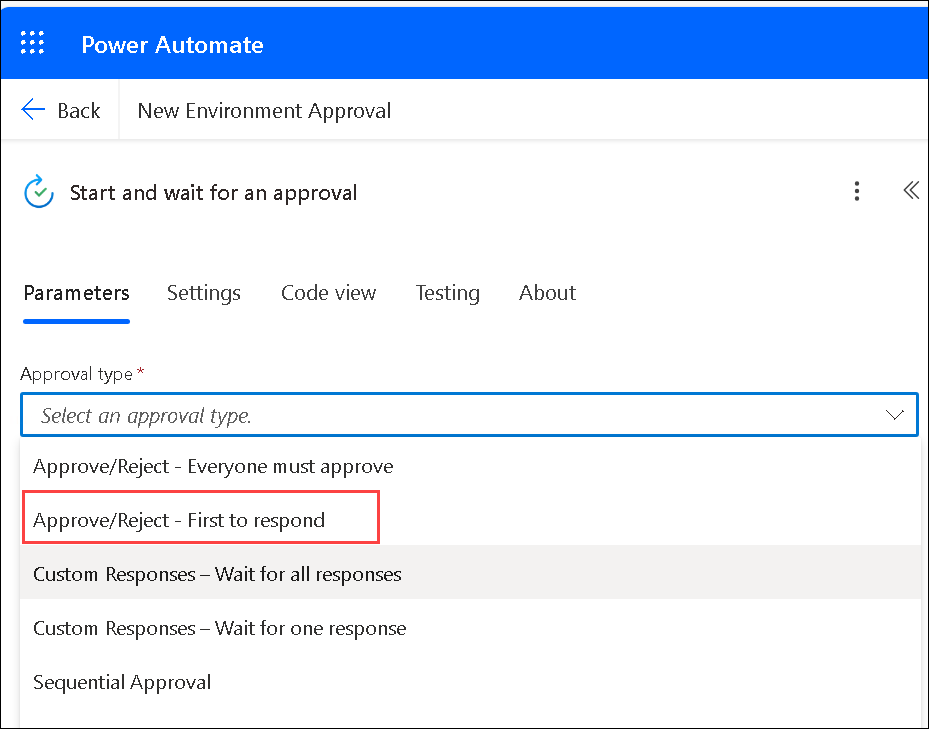 Power Automate
Back New Environment Approval
Start and wait for an approval
Parameters Settings Code view Testing About
Approval type *
Select an approval type.
Approve/Reject - Everyone must approve
Approve/Reject - First to respond
Custom Responses – Wait for all responses
Custom Responses – Wait for one response
Sequential Approval